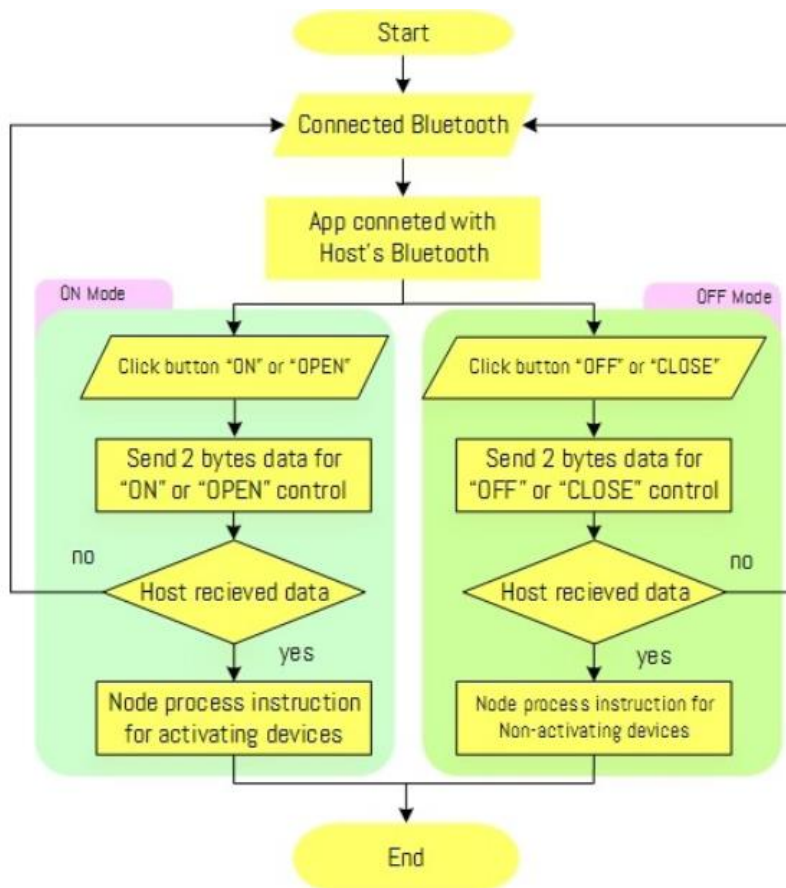 Start
Connected Bluetooth
App conneted with
Host's Bluetooth
ON Mode
OFF Mode
Click button “ON” or “OPEN”
Click button “OFF” or “CLOSE”
Send 2 bytes data for
“ON” or “OPEN” control
Send 2 bytes data for
“OFF” or “CLOSE” control
no
Host recieved data
Host recieved data
no
yes
yes
Node process instruction
for activating devices
Node process instruction for
Non-activating devices
End